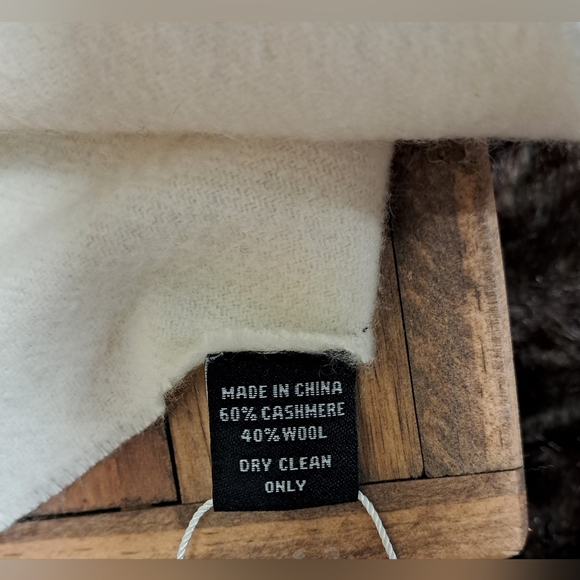 MADE IN CHINA
60% CASHMERE
40% WOOL
DRY CLEAN
ONLY